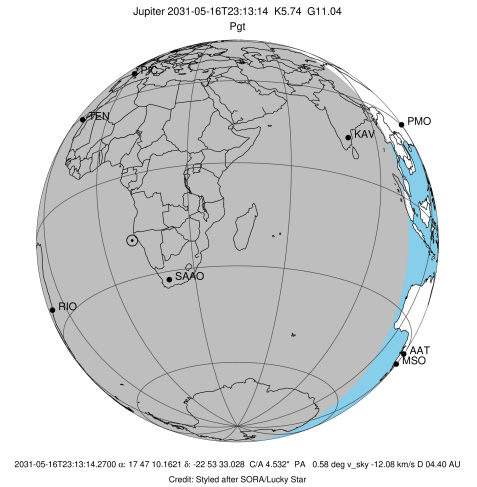 Jupiter 2031-05-16T23:13:14 K5.74 G11.04
Pgt
PIC
TEN
PMO
KAV
SAAO
RIO
AAT
MSO
2031-05-16T23:13:14.2700 α: 17 47 10.1621 δ: -22 53 33.028 C/A 4.532" PA 0.58 deg v_sky -12.08 km/s D 04.40 AU
Credit: Styled after SORA/Lucky Star